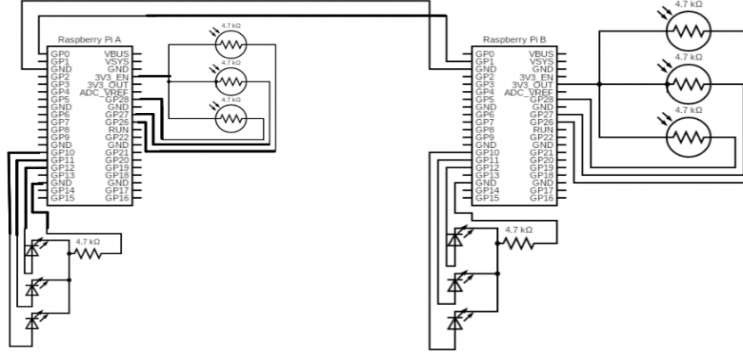 Raspberry Pi A
GP0 VBUS
GP1 VSYS
GND GND
GP2 3V3_EN
GP3 3V3_OUT
GP4 ADC_VREF
GP5 GP28
GND GND
GP6 GP27
GP7 GP26
GP8 RUN
GP9 GP22
GND GND
GP10 GP21
GP11 GP20
GP12 GP19
GP13 GP18
GND GND
GP14 GP17
GP15 GP16
4,7 kΩ
4.7 kΩ
4.7 kΩ
4.7 kΩ
Raspberry Pi B
GP0 VBUS
GP1 VSYS
GND GND
GP2 3V3_EN
GP3 3V3_OUT
GP4 ADC_VREF
GP5 GP28
GND GND
GP6 GP27
GP7 GP26
GP8 RUN
GP9 GP22
GND GND
GP10 GP21
GP11 GP20
GP12 GP19
GP13 GP18
GND GND
GP14 GP17
GP15 GP16
4.7 kΩ
4.7 kΩ
4.7 kΩ
4.7 kΩ